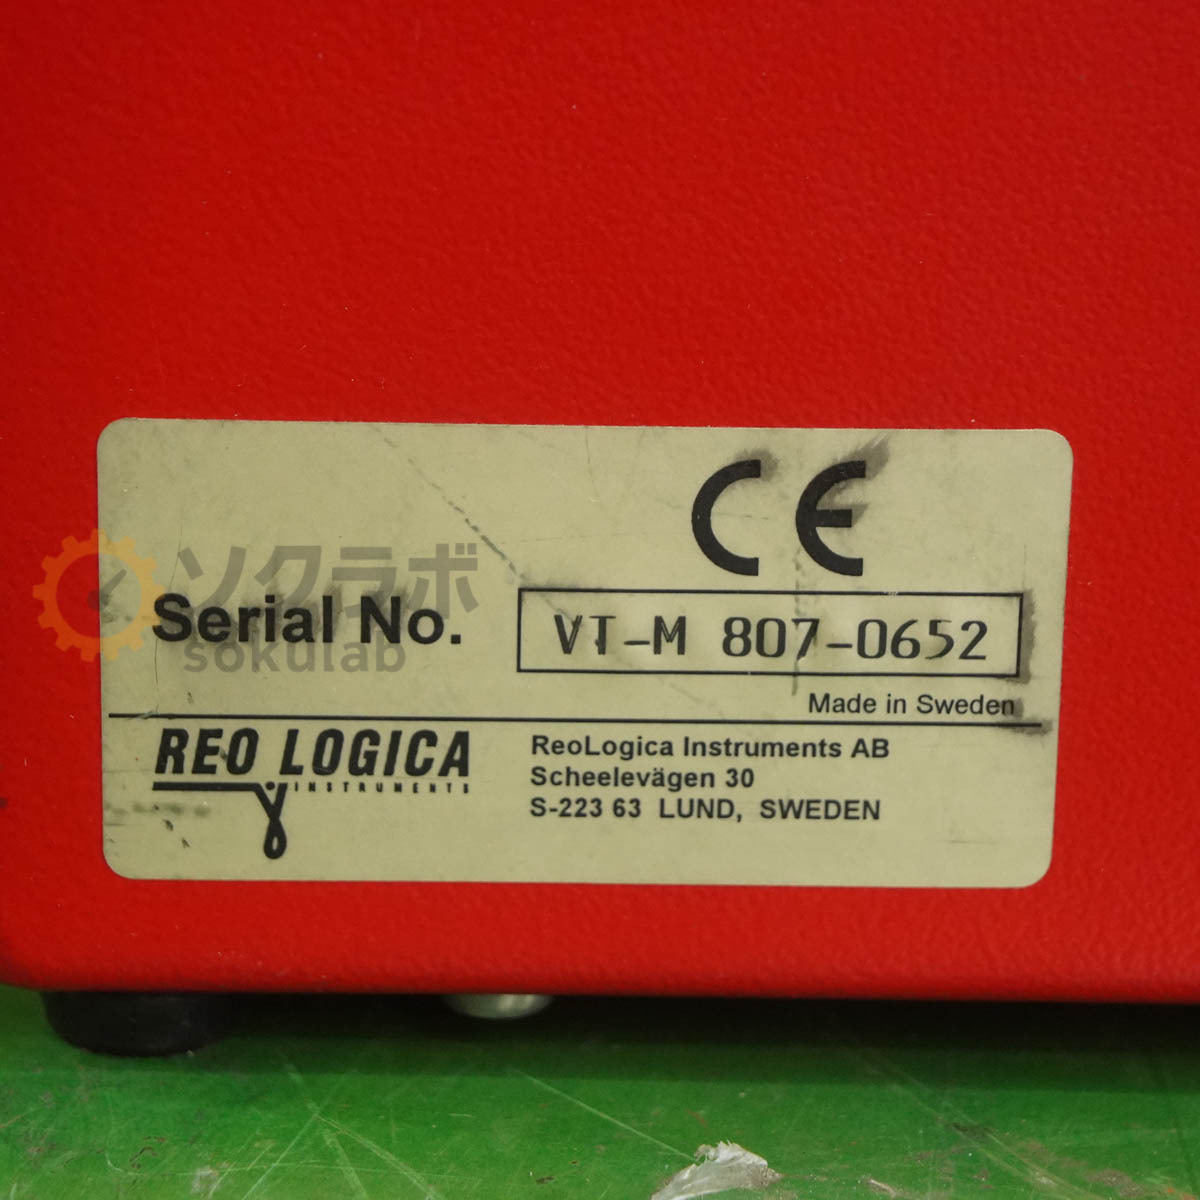 CE
ソクラボ
Serial No.
VT-M 807-0652
sokulab
Made in Sweden
REO LOGICA
INSTRUMENTS
ReoLogica Instruments AB
Scheelevägen 30
S-223 63 LUND, SWEDEN